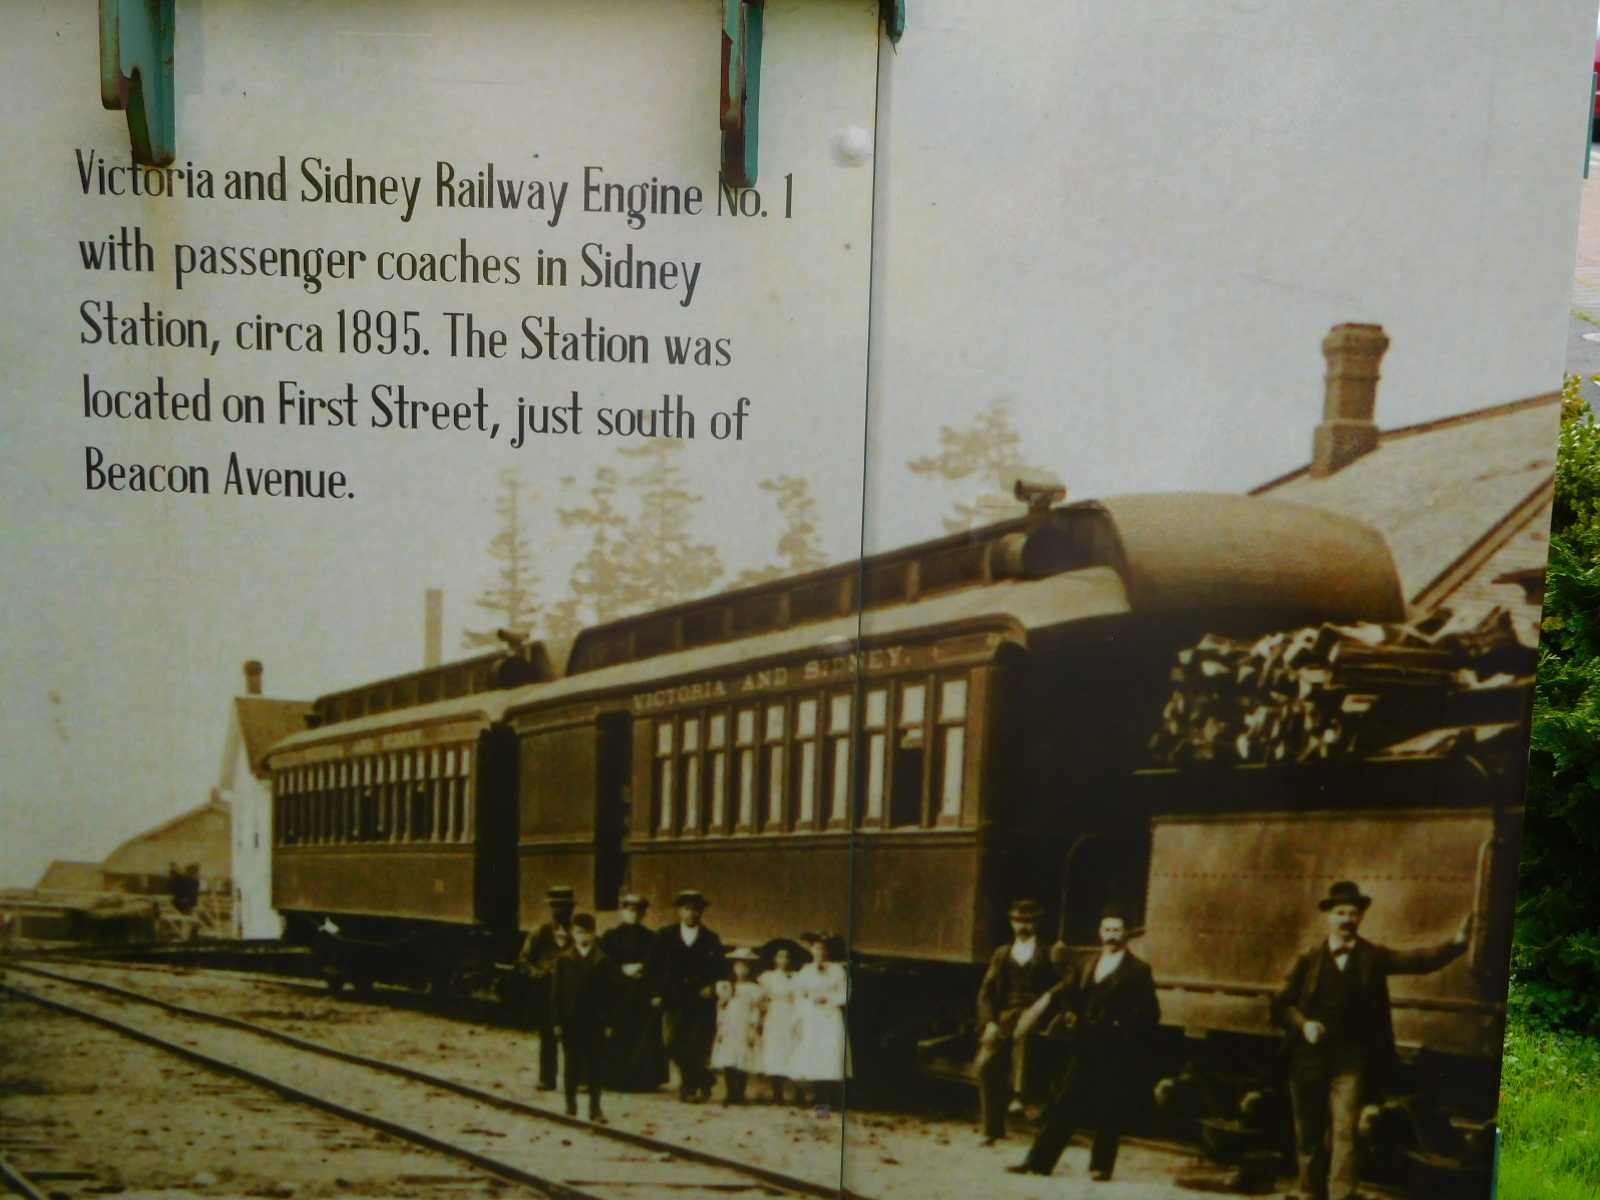 Victoria and Sidney Railway Engine No. 1
with passenger coaches in Sidney
Station, circa 1895. The Station was
located on First Street, just south of
Beacon Avenue.
VICTORIA AND SIDNEY.